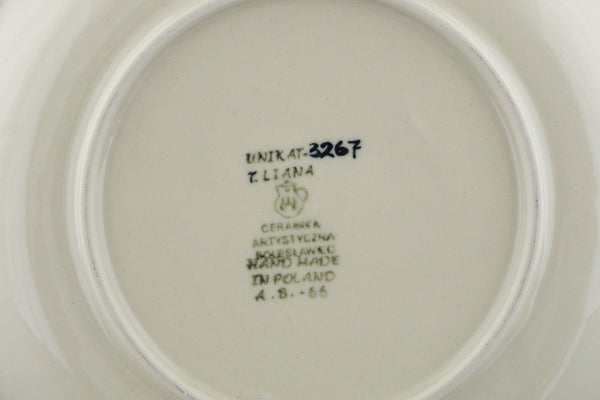 UNIKAT-3267
T. LIANA
CERAMIKA
ARTYSTYCZNA
BOLESŁAWIEC
HAND MADE
IN POLAND
A.B.-66